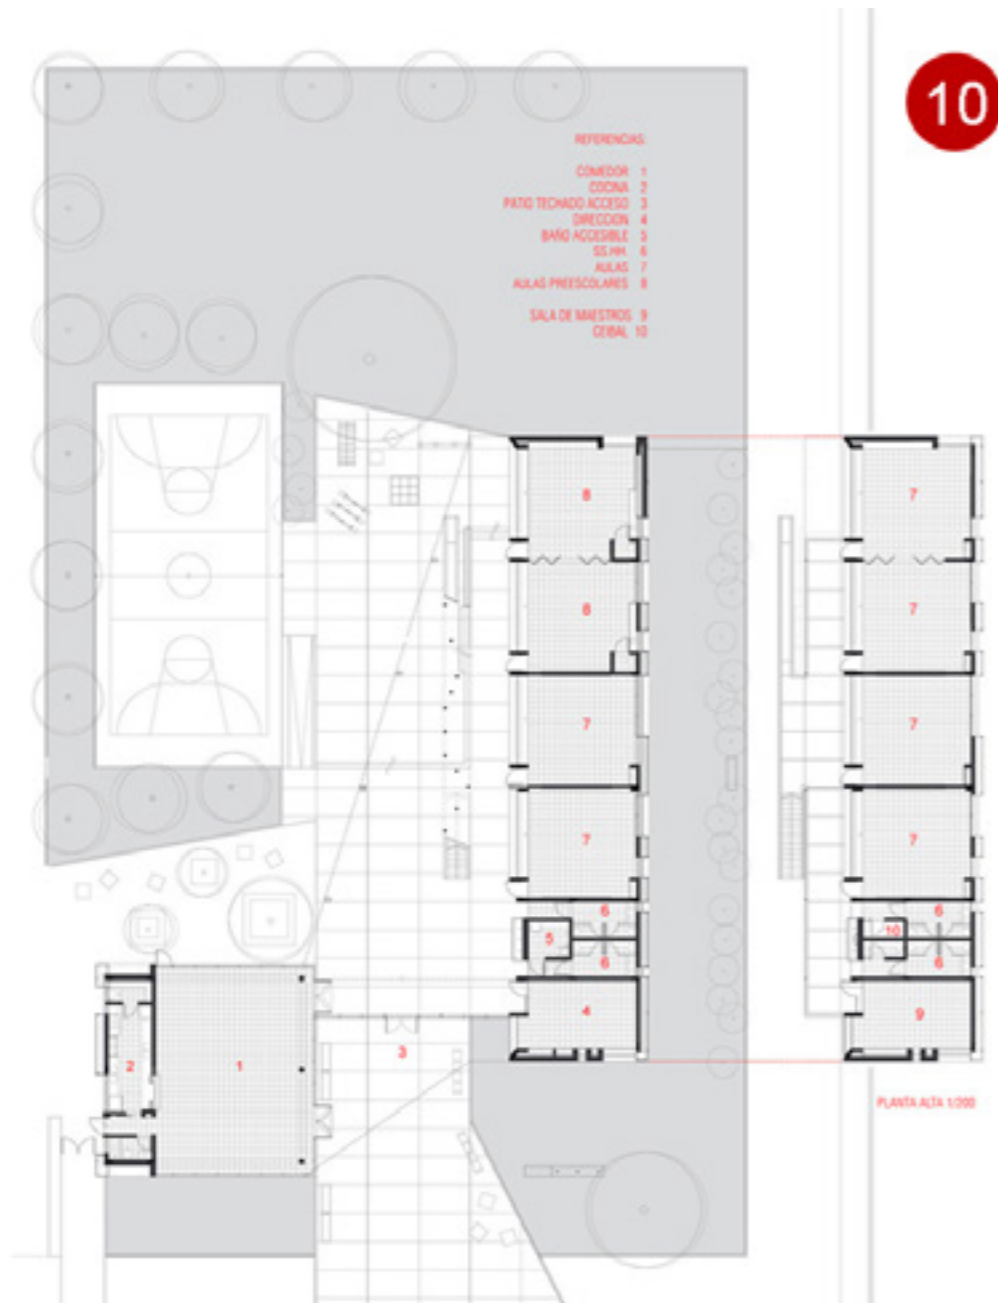 10
REFERENCIAS:
COMEDOR 1
COCINA 2
PATIO TECHADO ACCESO 3
DIRECCION 4
BAÑO ACCESIBLE 5
SS.HH. 6
AULAS 7
AULAS PREESCOLARES 8
SALA DE MAESTROS 9
CEIBAL 10
8
7
8
7
7
7
7
7
6
6
5
10
6
6
4
9
3
2
1
PLANTA ALTA 1/200